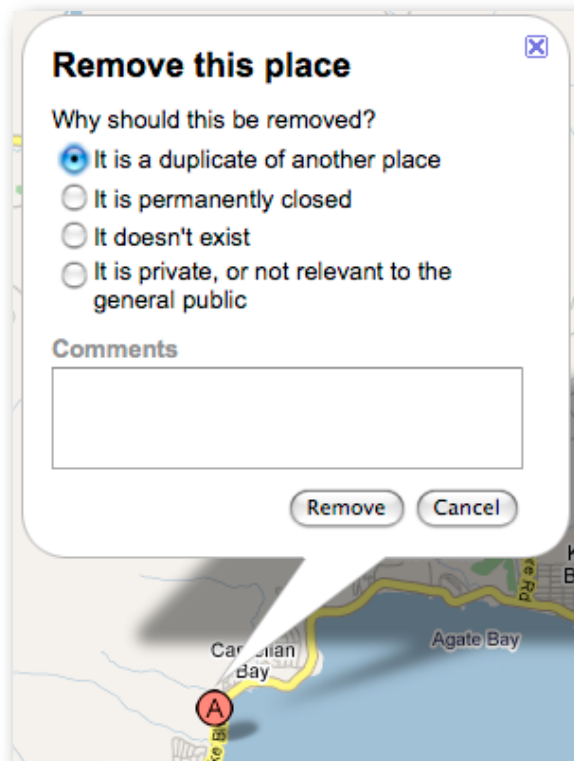 Remove this place
Why should this be removed?
It is a duplicate of another place
It is permanently closed
It doesn't exist
It is private, or not relevant to the
general public
Comments
Remove
Cancel
Agate Bay
Bay
A